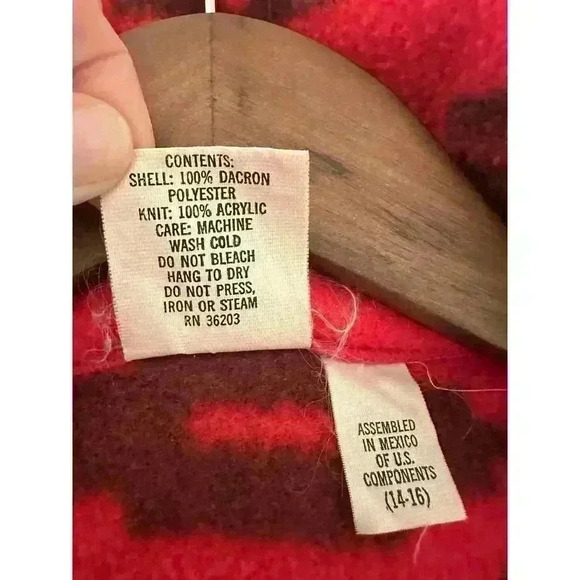 CONTENTS:
SHELL: 100% DACRON
POLYESTER
KNIT: 100% ACRYLIC
CARE: MACHINE
WASH COLD
DO NOT BLEACH
HANG TO DRY
DO NOT PRESS,
IRON OR STEAM
RN 36203
ASSEMBLED
IN MEXICO
OF U.S.
COMPONENTS
(14-16)